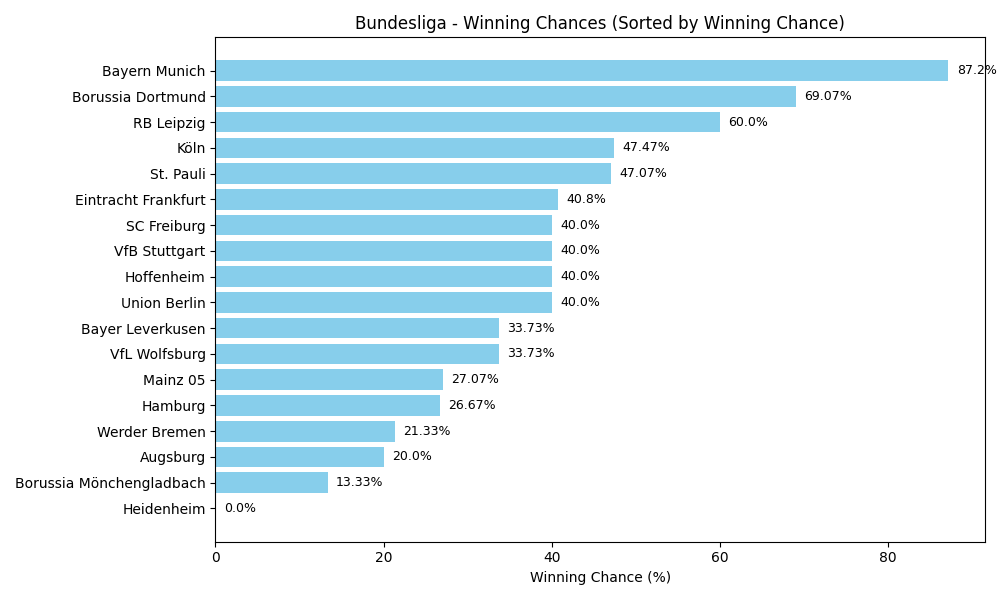 Bundesliga - Winning Chances (Sorted by Winning Chance)
Bayern Munich 87.2%
Borussia Dortmund 69.07%
RB Leipzig 60.0%
Köln 47.47%
St. Pauli 47.07%
Eintracht Frankfurt 40.8%
SC Freiburg 40.0%
VfB Stuttgart 40.0%
Hoffenheim 40.0%
Union Berlin 40.0%
Bayer Leverkusen 33.73%
VfL Wolfsburg 33.73%
Mainz 05 27.07%
Hamburg 26.67%
Werder Bremen 21.33%
Augsburg 20.0%
Borussia Mönchengladbach 13.33%
Heidenheim 0.0%
0 20 40 60 80
Winning Chance (%)